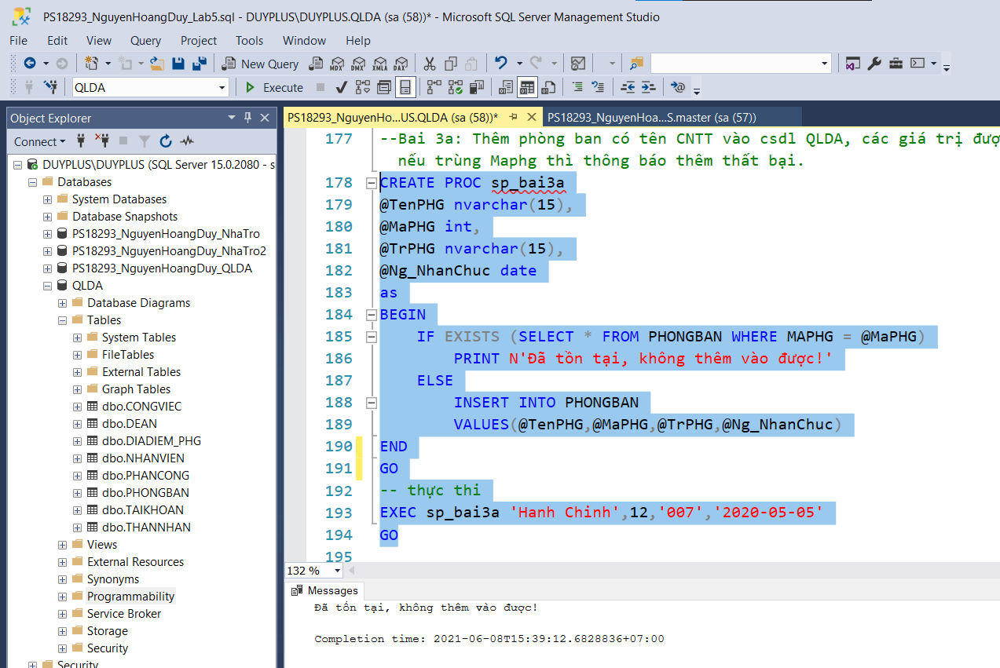 PS18293_NguyenHoangDuy_Lab5.sql - DUYPLUS\DUYPLUS.QLDA (sa (58))* - Microsoft SQL Server Management Studio
File Edit View Query Project Tools Window Help
New Query MDX DMX XMLA DAX
QLDA Execute
Object Explorer
Connect
DUYPLUS\DUYPLUS (SQL Server 15.0.2080 - s
Databases
System Databases
Database Snapshots
PS18293_NguyenHoangDuy_NhaTro
PS18293_NguyenHoangDuy_NhaTro2
PS18293_NguyenHoangDuy_QLDA
QLDA
Database Diagrams
Tables
System Tables
FileTables
External Tables
Graph Tables
dbo.CONGVIEC
dbo.DEAN
dbo.DIADIEM_PHG
dbo.NHANVIEN
dbo.PHANCONG
dbo.PHONGBAN
dbo.TAIKHOAN
dbo.THANNHAN
Views
External Resources
Synonyms
Programmability
Service Broker
Storage
Security
Security
PS18293_NguyenHo...US.QLDA (sa (58))* PS18293_NguyenHoa...S.master (sa (57))
177 --Bai 3a: Thêm phòng ban có tên CNTT vào csdl QLDA, các giá trị đượ
nếu trùng Maphg thì thông báo thêm thất bại.
178 CREATE PROC sp_bai3a
179 @TenPHG nvarchar(15),
180 @MaPHG int,
181 @TrPHG nvarchar(15),
182 @Ng_NhanChuc date
183 as
184 BEGIN
185 IF EXISTS (SELECT * FROM PHONGBAN WHERE MAPHG = @MaPHG)
186 PRINT N'Đã tồn tại, không thêm vào được!'
187 ELSE
188 INSERT INTO PHONGBAN
189 VALUES(@TenPHG,@MaPHG,@TrPHG,@Ng_NhanChuc)
190 END
191 GO
192 -- thực thi
193 EXEC sp_bai3a 'Hanh Chinh',12,'007','2020-05-05'
194 GO
195
132 %
Messages
Đã tồn tại, không thêm vào được!
Completion time: 2021-06-08T15:39:12.6828836+07:00